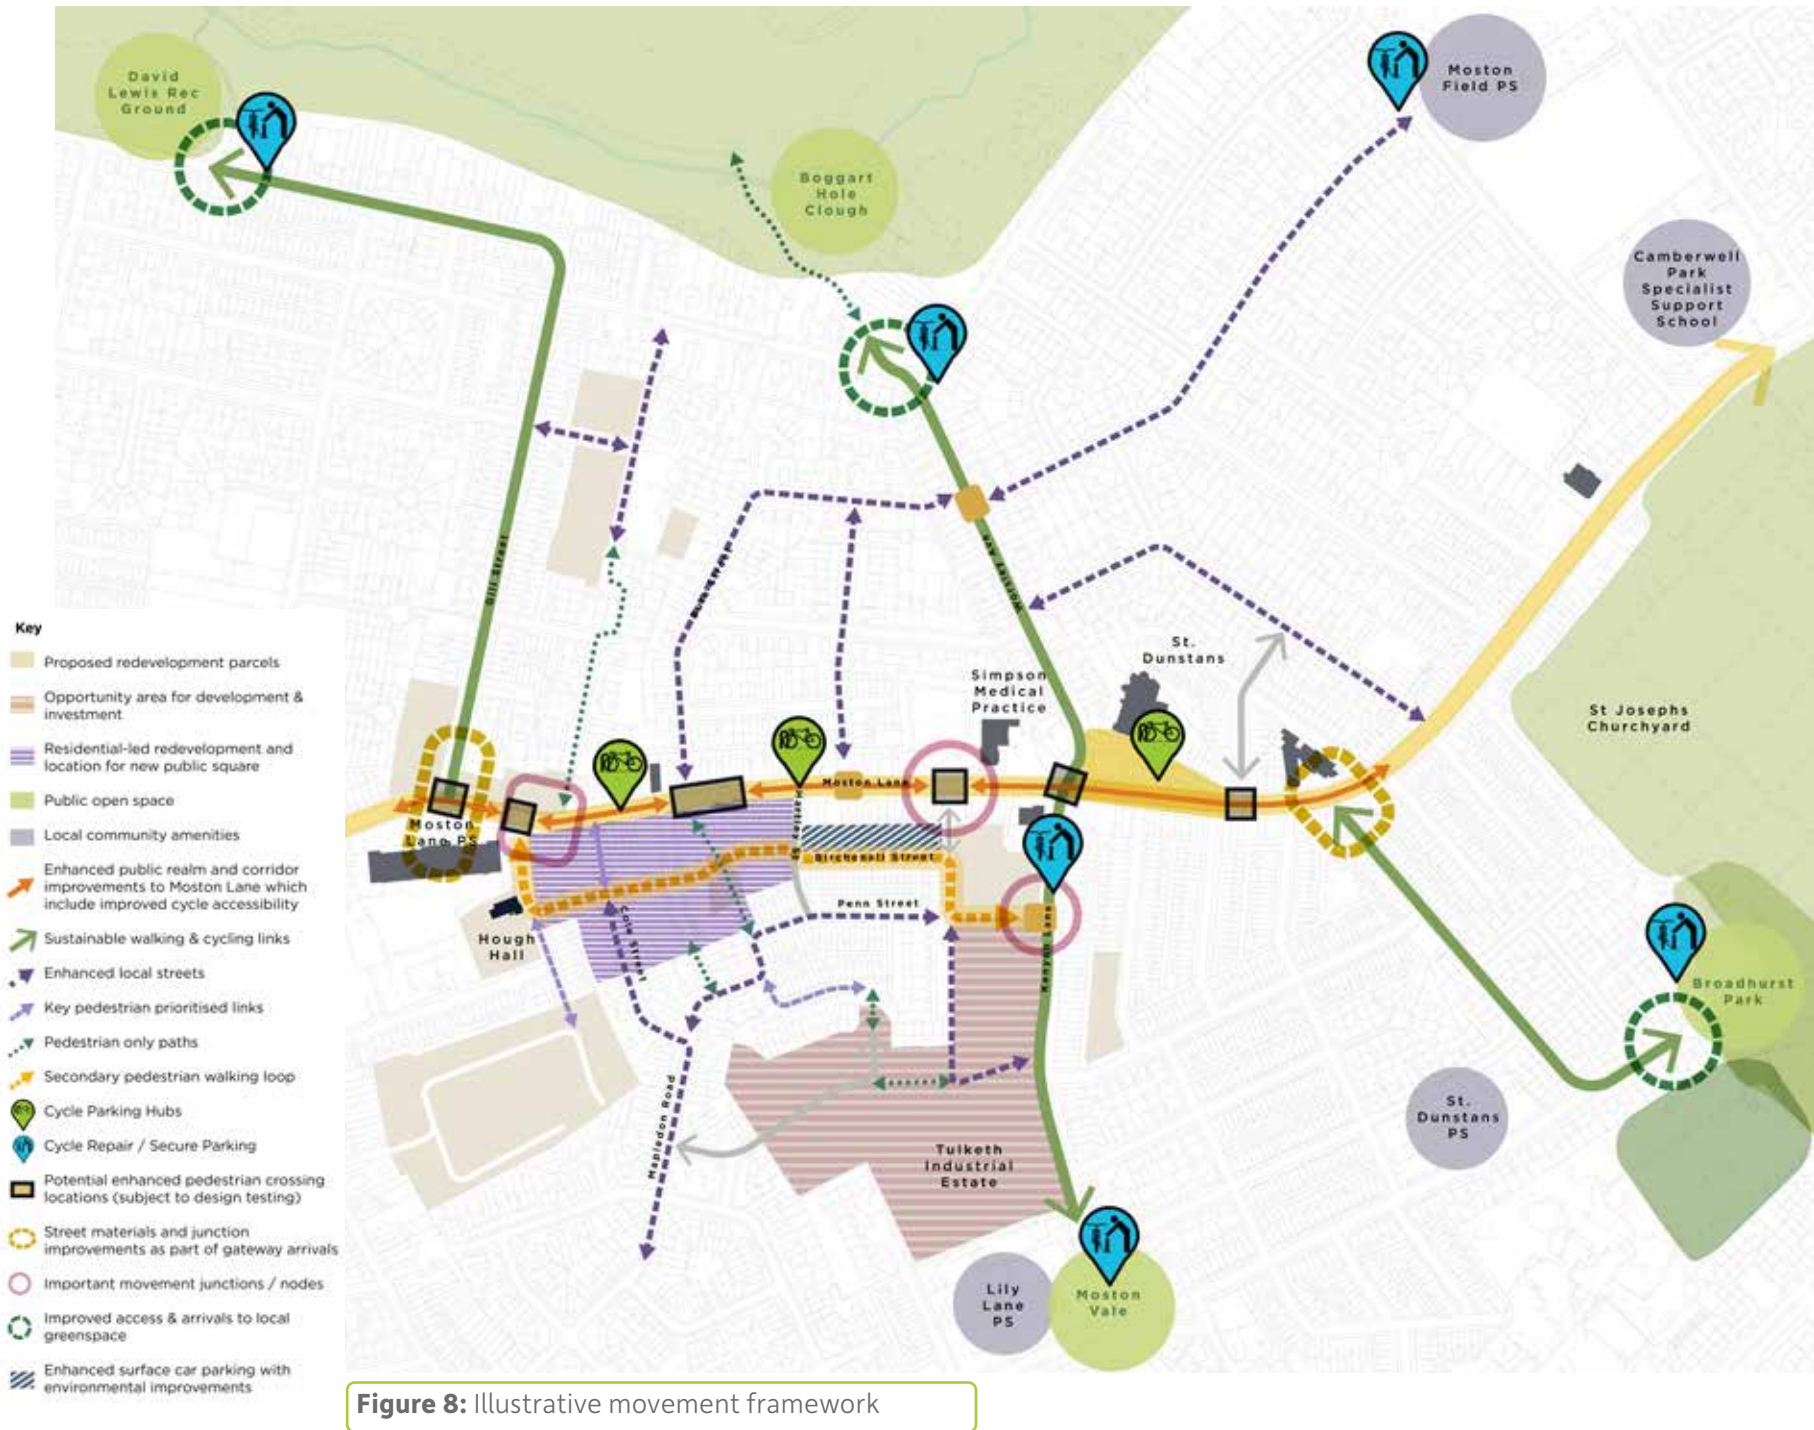 David
Lewis Rec
Ground
Boggart
Hole
Clough
Moston
Field PS
Camberwell
Park
Specialist
Support
School
Gill Street
Worsley Ave
St.
Dunstans
Simpson
Medical
Practice
St Josephs
Churchyard
Moston Lane
Moston
Lane PS
Birchenall Street
Penn Street
Cole Street
Kenyon Lane
Hough
Hall
Mapledon Road
Tulketh
Industrial
Estate
Broadhurst
Park
St.
Dunstans
PS
Lily
Lane
PS
Moston
Vale
Key
Proposed redevelopment parcels
Opportunity area for development &
investment
Residential-led redevelopment and
location for new public square
Public open space
Local community amenities
Enhanced public realm and corridor
improvements to Moston Lane which
include improved cycle accessibility
Sustainable walking & cycling links
Enhanced local streets
Key pedestrian prioritised links
Pedestrian only paths
Secondary pedestrian walking loop
Cycle Parking Hubs
Cycle Repair / Secure Parking
Potential enhanced pedestrian crossing
locations (subject to design testing)
Street materials and junction
improvements as part of gateway arrivals
Important movement junctions / nodes
Improved access & arrivals to local
greenspace
Enhanced surface car parking with
environmental improvements
Figure 8: Illustrative movement framework